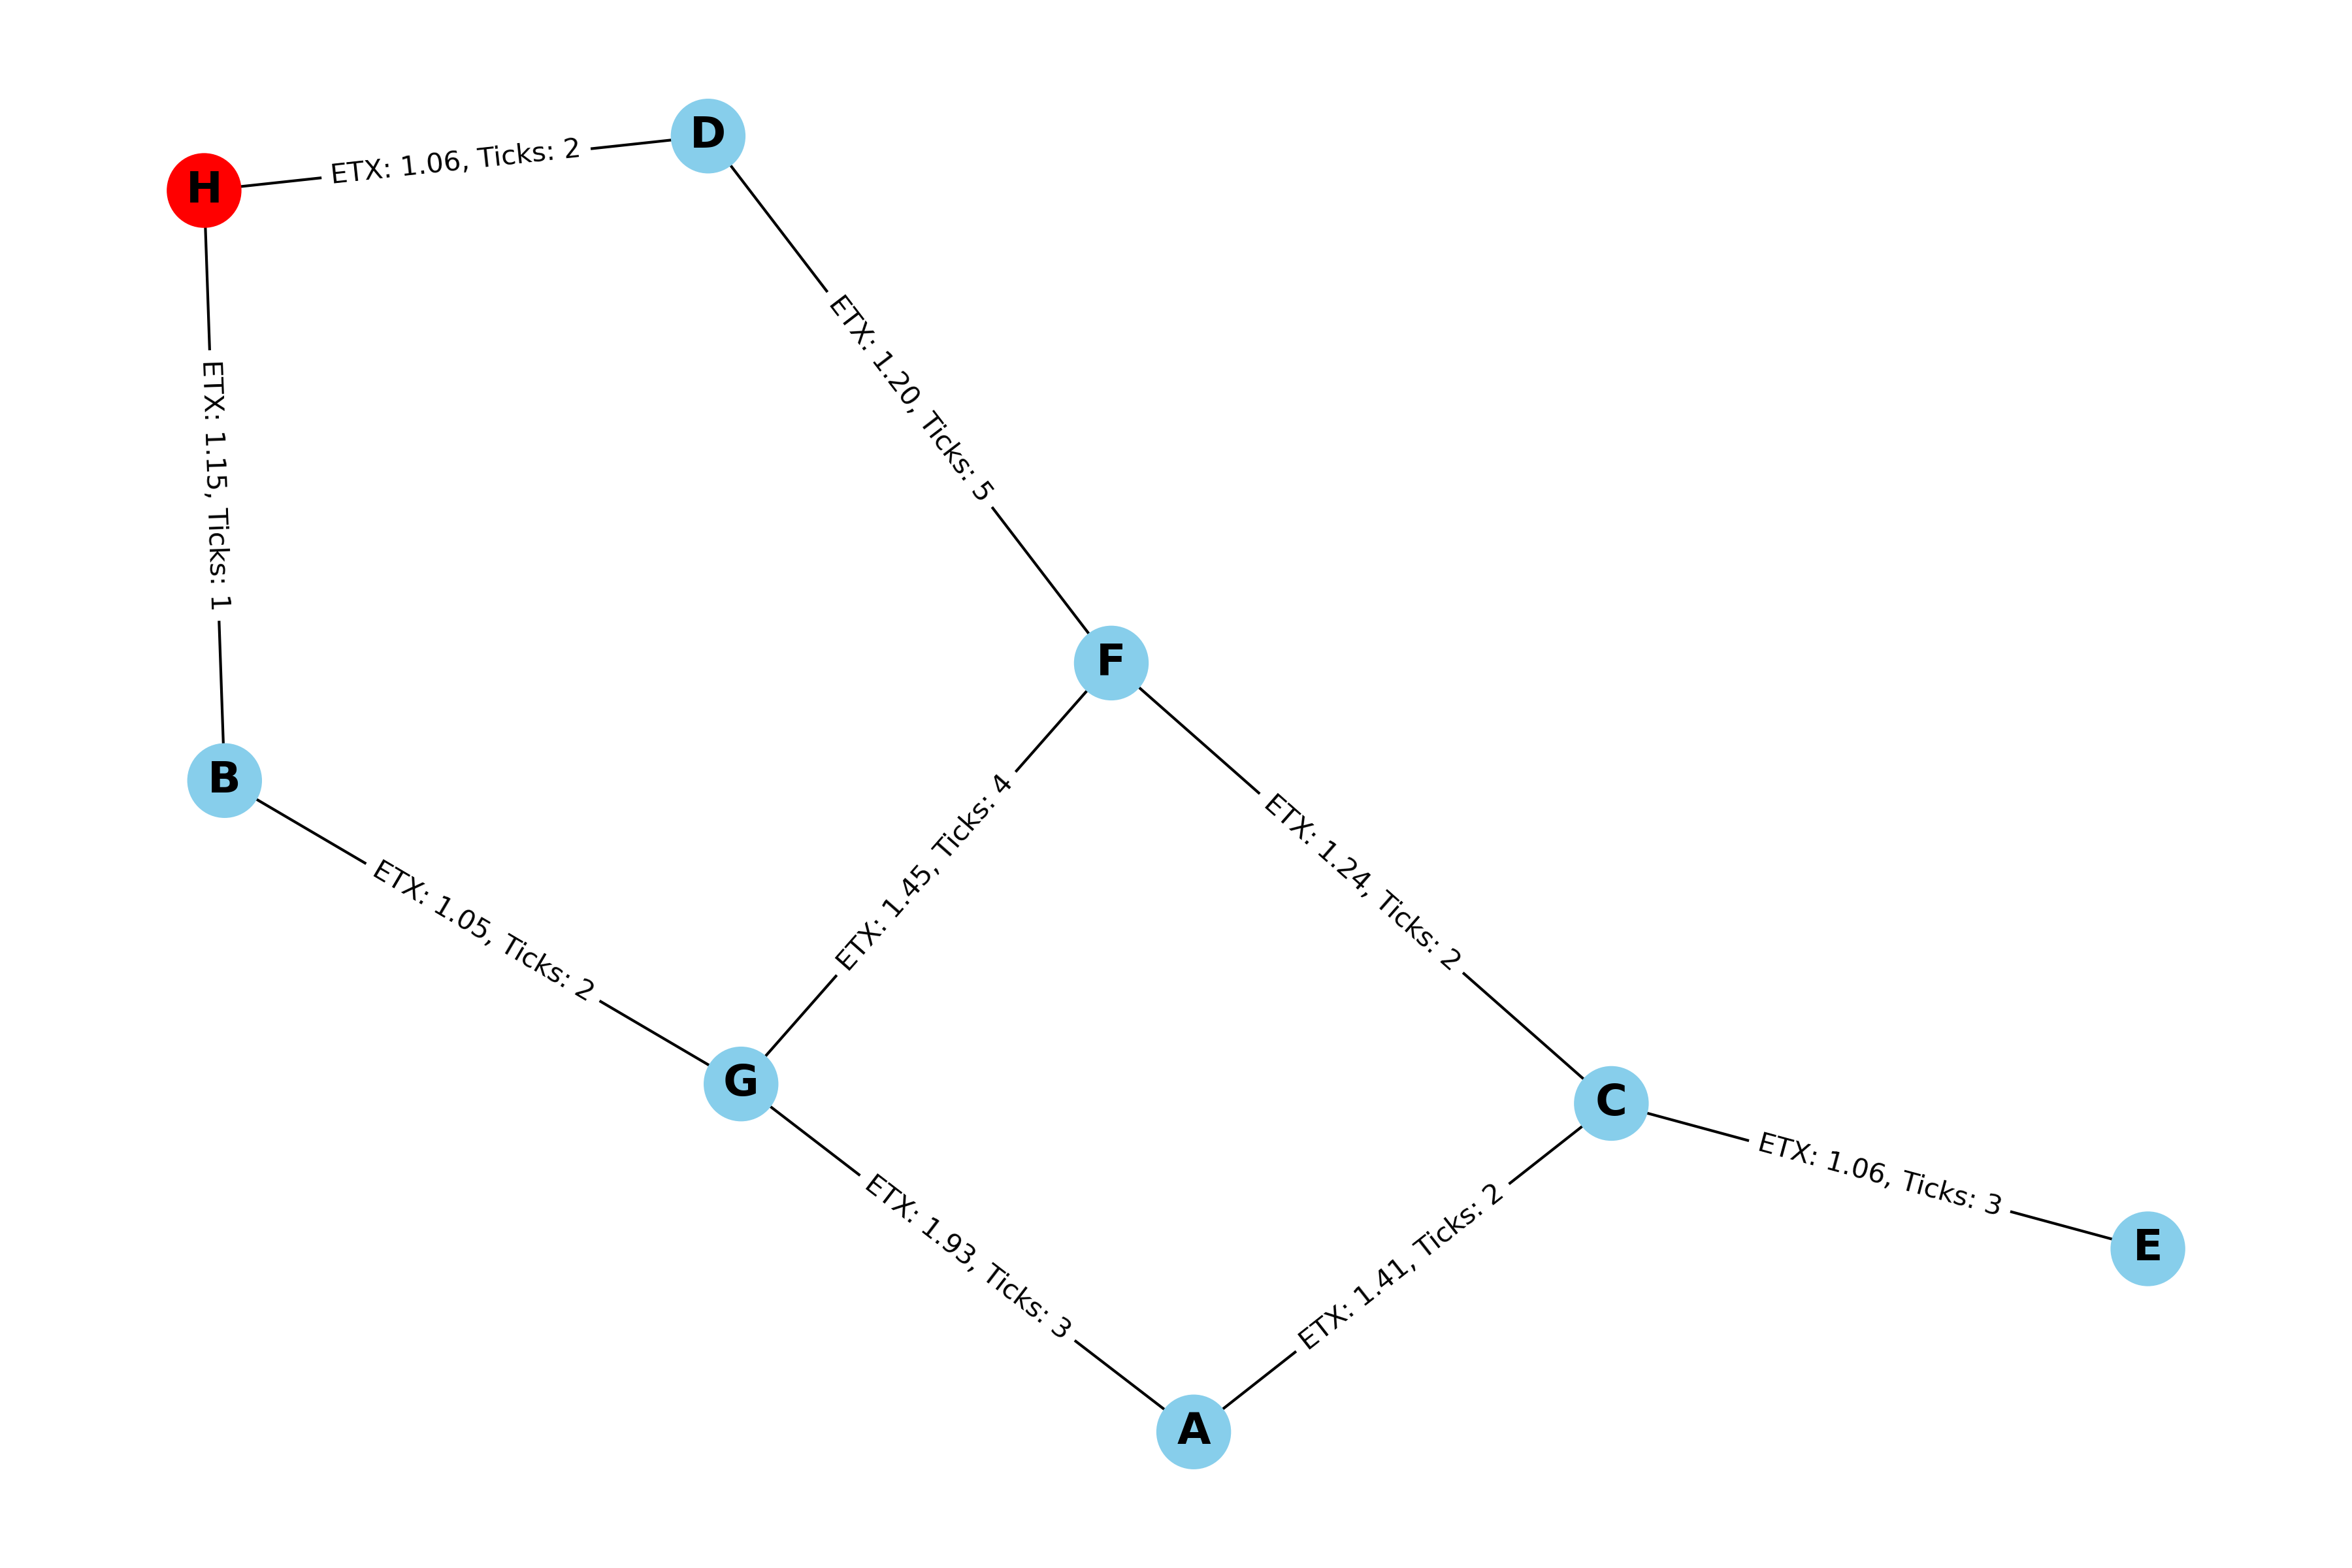 D
H
ETX: 1.06, Ticks: 2
ETX: 1.20, Ticks: 5
ETX: 1.15, Ticks: 1
F
B
ETX: 1.45, Ticks: 4
ETX: 1.24, Ticks: 2
ETX: 1.05, Ticks: 2
G
C
ETX: 1.06, Ticks: 3
E
ETX: 1.93, Ticks: 3
ETX: 1.41, Ticks: 2
A